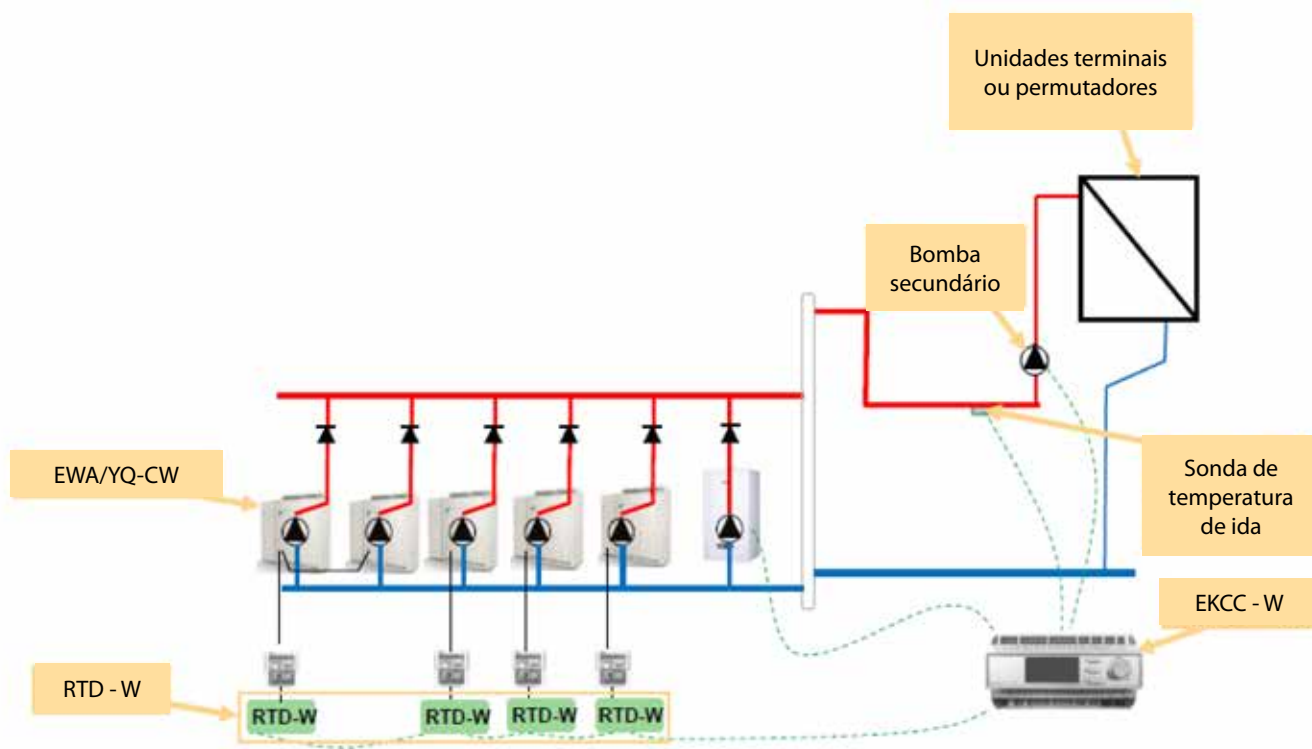 Unidades terminais
ou permutadores
Bomba
secundário
EWA/YQ-CW
Sonda de
temperatura
de ida
EKCC - W
RTD - W
RTD-W
RTD-W
RTD-W
RTD-W